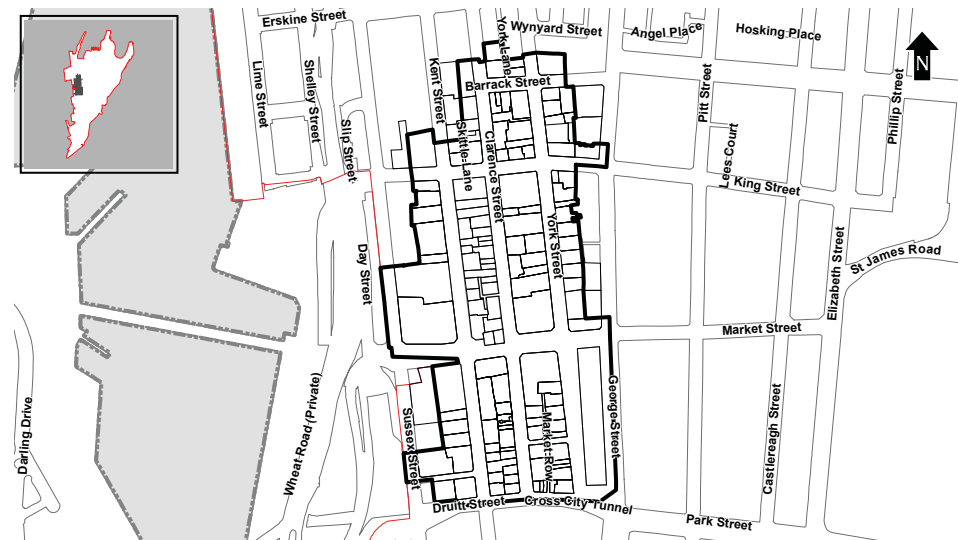 Erskine Street
York Lane
Wynyard Street
Angel Place
Hosking Place
N
Lime Street
Shelley Street
Kent Street
Barrack Street
Pitt Street
Phillip Street
Slip Street
Skittle Lane
Clarence Street
Lees Court
King Street
York Street
Day Street
Elizabeth Street
St James Road
Market Street
Darling Drive
Wheat Road (Private)
Sussex Street
Market Row
George Street
Castlereagh Street
Druitt Street
Cross City Tunnel
Park Street